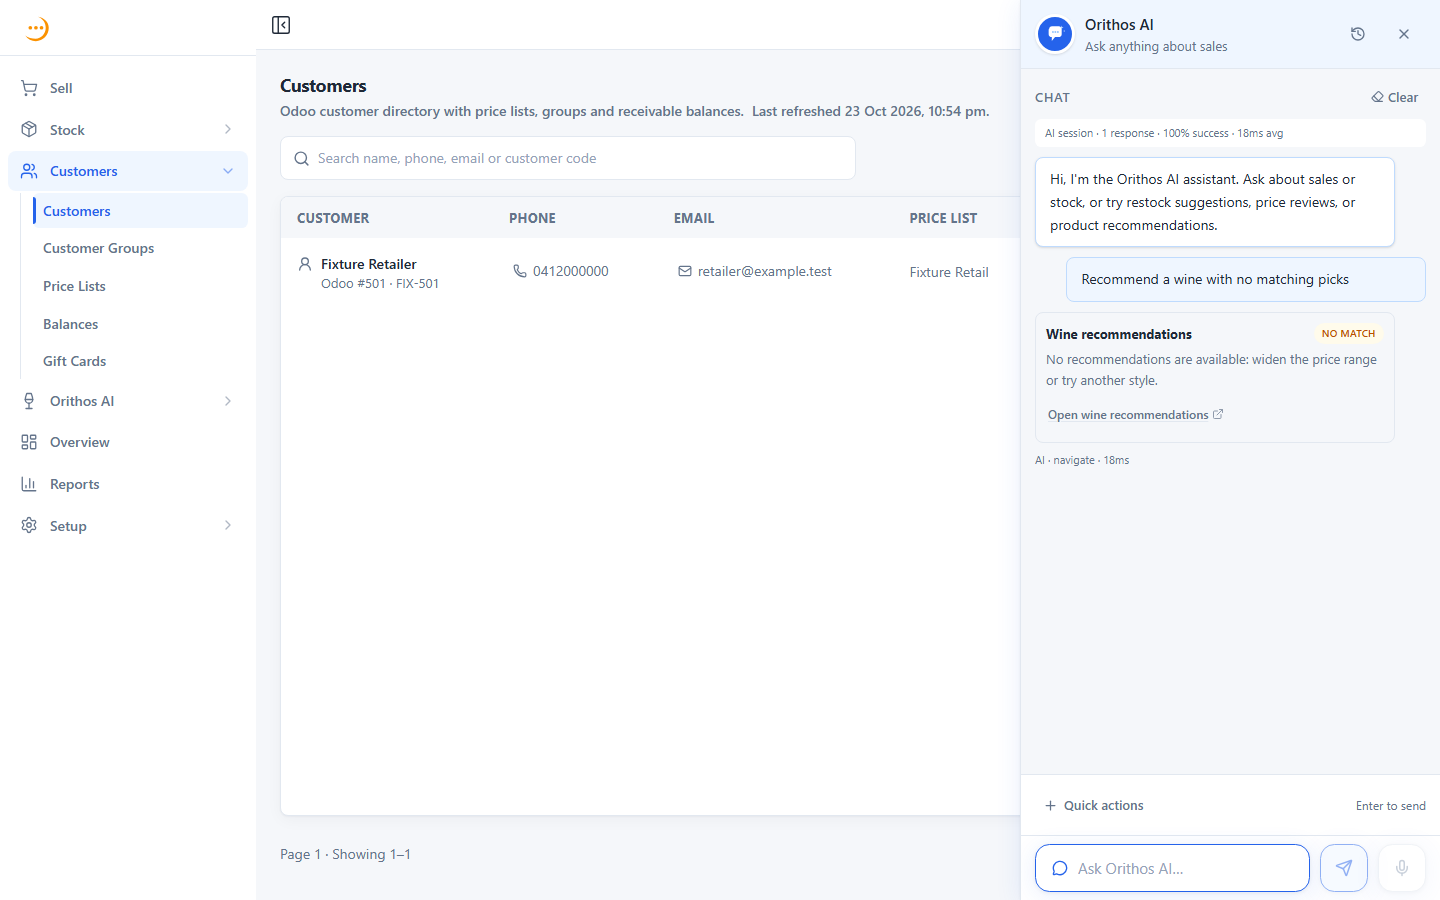 Sell
Stock
Customers
Customers
Customer Groups
Price Lists
Balances
Gift Cards
Orithos AI
Overview
Reports
Setup
Customers
Odoo customer directory with price lists, groups and receivable balances. Last refreshed 23 Oct 2026, 10:54 pm.
Search name, phone, email or customer code
CUSTOMER PHONE EMAIL PRICE LIST
Fixture Retailer 0412000000 retailer@example.test Fixture Retail
Odoo #501 · FIX-501
Page 1 · Showing 1–1
Orithos AI
Ask anything about sales
CHAT Clear
AI session · 1 response · 100% success · 18ms avg
Hi, I'm the Orithos AI assistant. Ask about sales or
stock, or try restock suggestions, price reviews, or
product recommendations.
Recommend a wine with no matching picks
Wine recommendations NO MATCH
No recommendations are available: widen the price range
or try another style.
Open wine recommendations
AI · navigate · 18ms
Quick actions Enter to send
Ask Orithos AI...